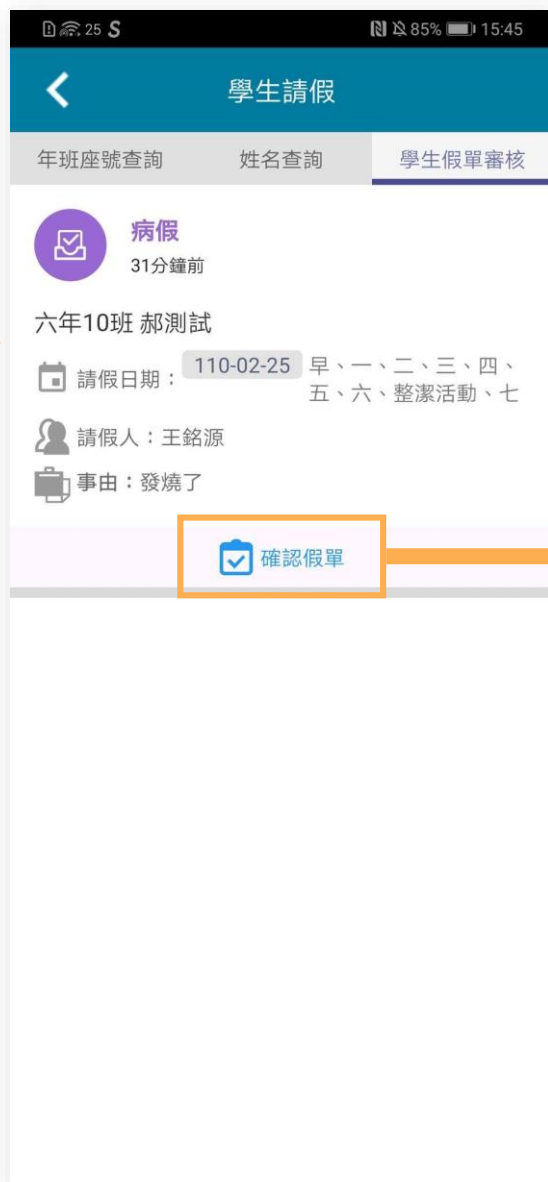 25 S 85% 15:45
學生請假
年班座號查詢 姓名查詢 學生假單審核
病假
31分鐘前
六年10班 郝測試
請假日期： 110-02-25 早、一、二、三、四、
五、六、整潔活動、七
請假人：王銘源
事由：發燒了
確認假單